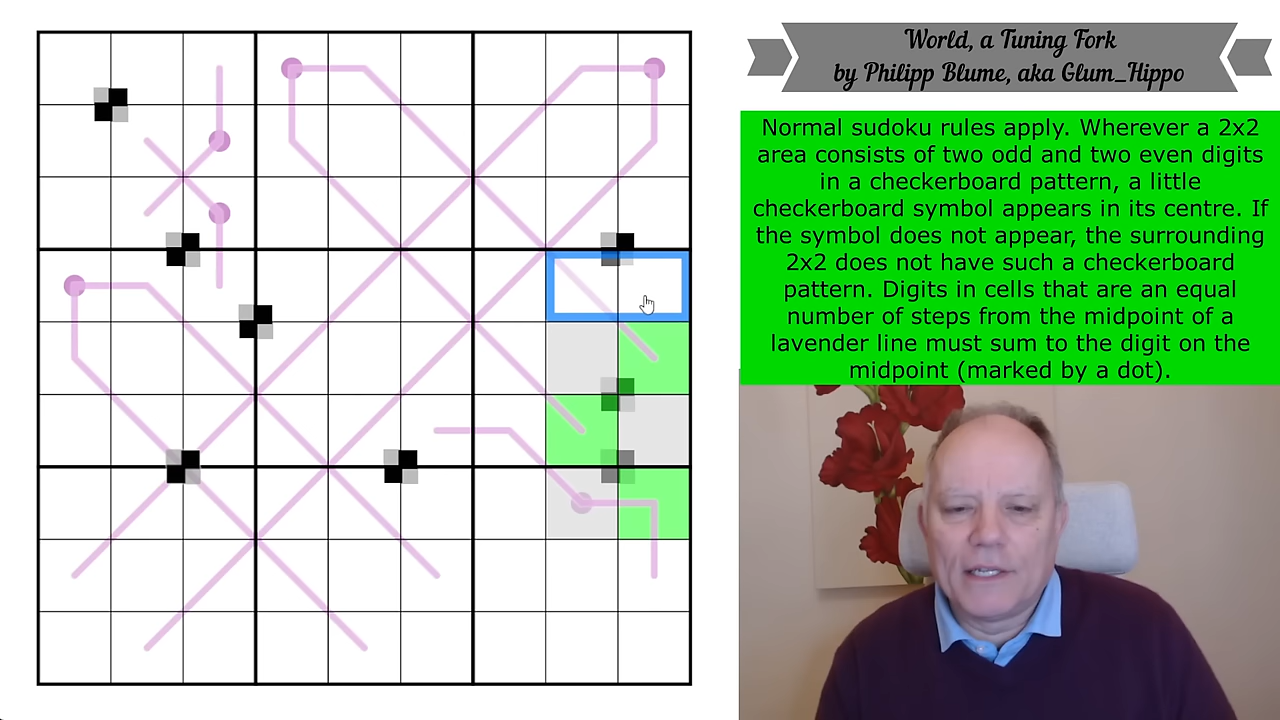 World, a Tuning Fork
by Philipp Blume, aka Glum_Hippo
Normal sudoku rules apply. Wherever a 2x2
area consists of two odd and two even digits
in a checkerboard pattern, a little
checkerboard symbol appears in its centre. If
the symbol does not appear, the surrounding
2x2 does not have such a checkerboard
pattern. Digits in cells that are an equal
number of steps from the midpoint of a
lavender line must sum to the digit on the
midpoint (marked by a dot).